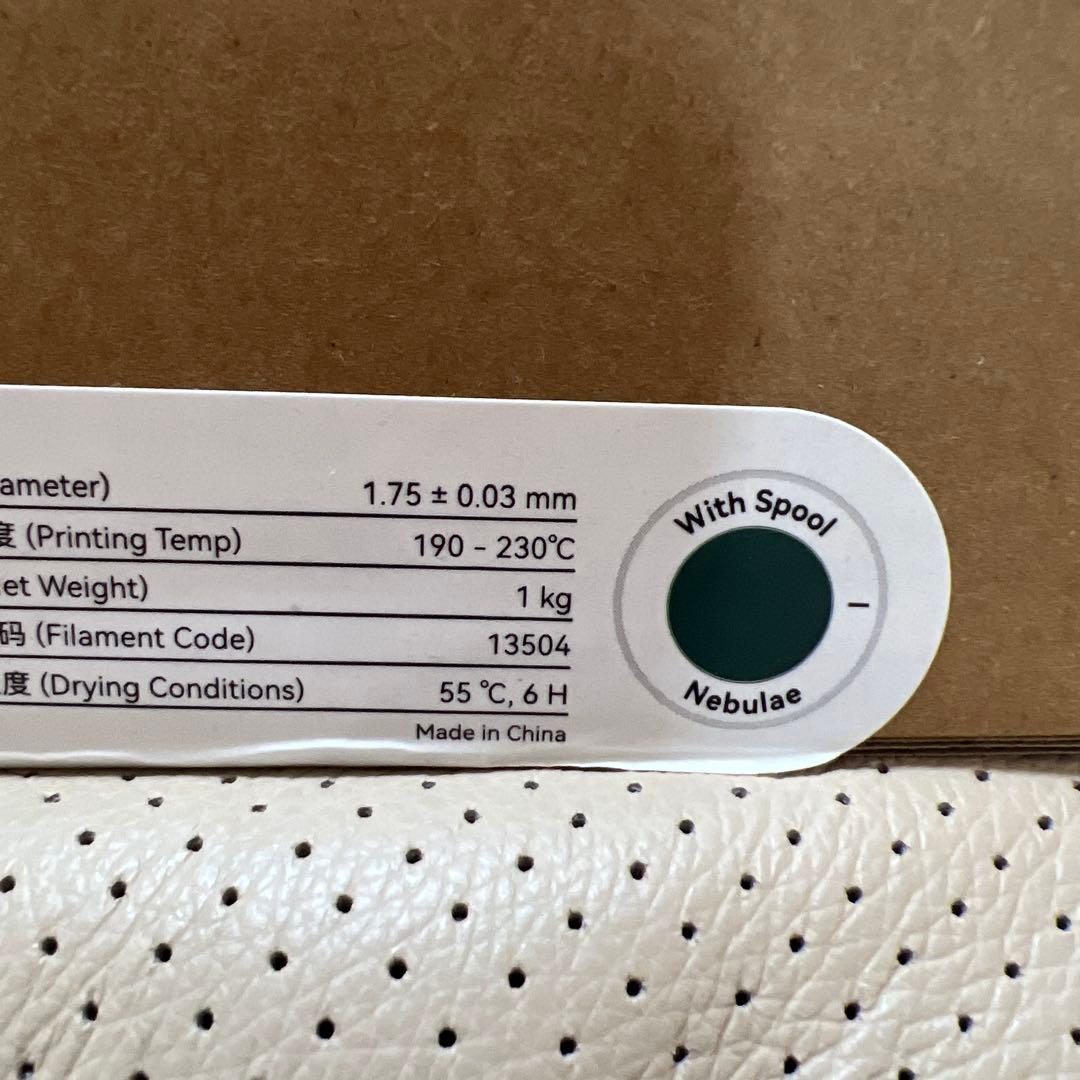 ameter) 1.75 ± 0.03 mm
度 (Printing Temp) 190 - 230℃
et Weight) 1 kg
码 (Filament Code) 13504
度 (Drying Conditions) 55 ℃, 6 H
Made in China
With Spool
Nebulae